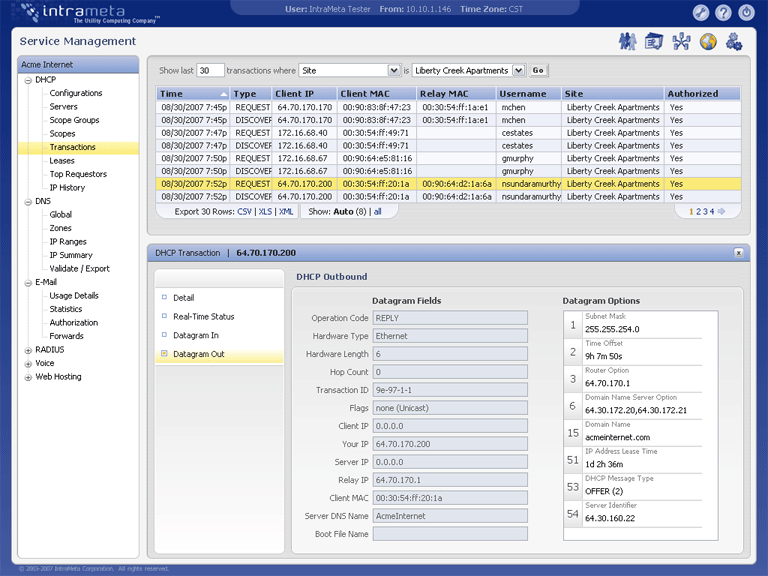 intrameta
The Utility Computing Company™
User: IntraMeta Tester From: 10.10.1.146 Time Zone: CST
Service Management
Acme Internet
DHCP
Configurations
Servers
Scope Groups
Scopes
Transactions
Leases
Top Requestors
IP History
DNS
Global
Zones
IP Ranges
IP Summary
Validate / Export
E-Mail
Usage Details
Statistics
Authorization
Forwards
RADIUS
Voice
Web Hosting
Show last 30 transactions where Site is Liberty Creek Apartments Go
Time Type Client IP Client MAC Relay MAC Username Site Authorized
08/30/2007 7:45p REQUEST 64.70.170.170 00:90:83:8f:47:23 00:30:54:ff:1a:e1 mchen Liberty Creek Apartments Yes
08/30/2007 7:45p DISCOVER 64.70.170.170 00:90:83:8f:47:23 00:30:54:ff:1a:e1 mchen Liberty Creek Apartments Yes
08/30/2007 7:47p REQUEST 172.16.68.40 00:30:54:ff:49:71 cestates Liberty Creek Apartments Yes
08/30/2007 7:47p DISCOVER 172.16.68.40 00:30:54:ff:49:71 cestates Liberty Creek Apartments Yes
08/30/2007 7:50p REQUEST 172.16.68.67 00:90:64:e5:81:16 gmurphy Liberty Creek Apartments Yes
08/30/2007 7:50p DISCOVER 172.16.68.67 00:90:64:e5:81:16 gmurphy Liberty Creek Apartments Yes
08/30/2007 7:52p REQUEST 64.70.170.200 00:30:54:ff:20:1a 00:90:64:d2:1a:6a nsundaramurthy Liberty Creek Apartments Yes
08/30/2007 7:52p DISCOVER 64.70.170.200 00:30:54:ff:20:1a 00:90:64:d2:1a:6a nsundaramurthy Liberty Creek Apartments Yes
Export 30 Rows: CSV | XLS | XML Show: Auto (8) | all 1 2 3 4
DHCP Transaction | 64.70.170.200
Detail
Real-Time Status
Datagram In
Datagram Out
DHCP Outbound
Datagram Fields
Operation Code REPLY
Hardware Type Ethernet
Hardware Length 6
Hop Count 0
Transaction ID 9e-97-1-1
Flags none (Unicast)
Client IP 0.0.0.0
Your IP 64.70.170.200
Server IP 0.0.0.0
Relay IP 64.70.170.1
Client MAC 00:30:54:ff:20:1a
Server DNS Name AcmeInternet
Boot File Name
Datagram Options
1 Subnet Mask
255.255.254.0
2 Time Offset
9h 7m 50s
3 Router Option
64.70.170.1
6 Domain Name Server Option
64.30.172.20,64.30.172.21
15 Domain Name
acmeinternet.com
51 IP Address Lease Time
1d 2h 36m
53 DHCP Message Type
OFFER (2)
54 Server Identifier
64.30.160.22
© 2003-2007 IntraMeta Corporation. All rights reserved.